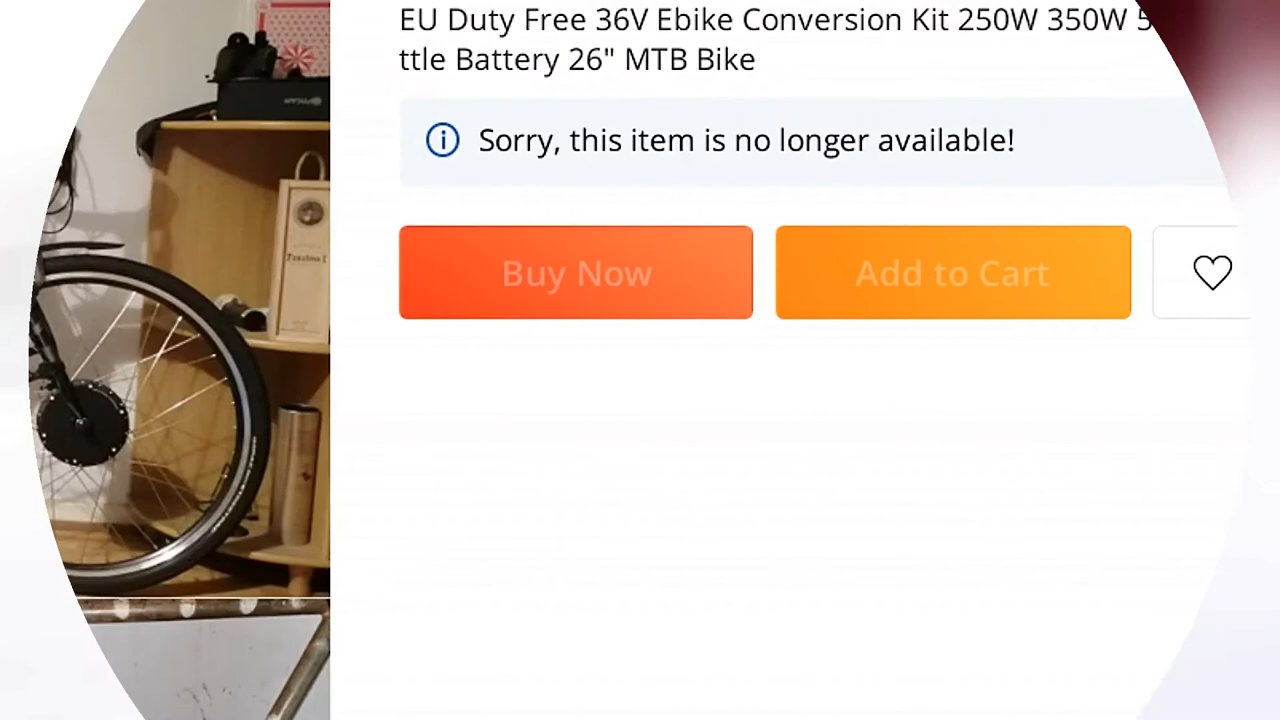 EU Duty Free 36V Ebike Conversion Kit 250W 350W 5
ttle Battery 26" MTB Bike
Sorry, this item is no longer available!
Buy Now
Add to Cart